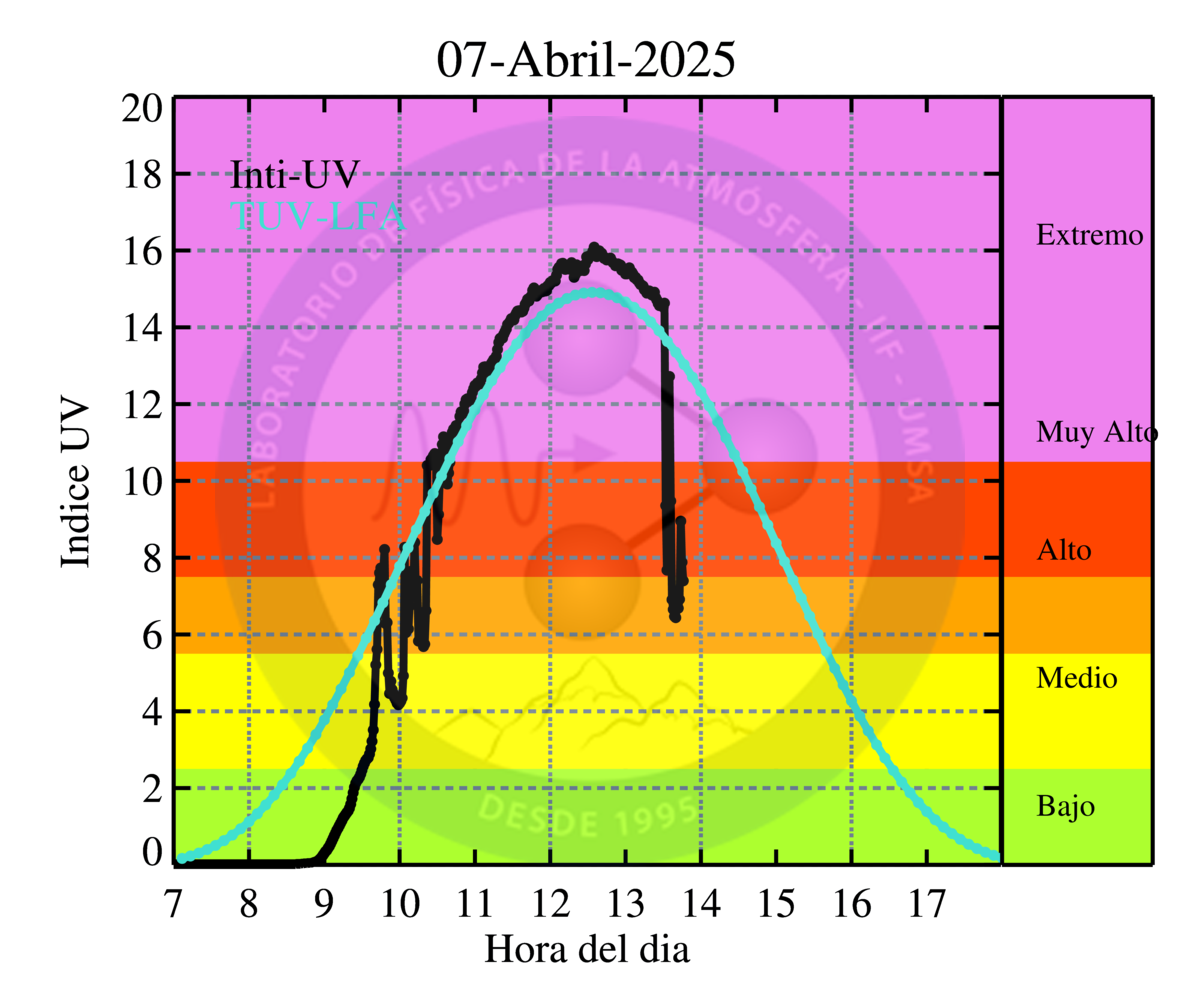 07-Abril-2025
Inti-UV
TUV-LFA
LABORATORIO DE FÍSICA DE LA ATMÓSFERA - IIF - UMSA
DESDE 1995
Indice UV
20
18
16
14
12
10
8
6
4
2
0
Extremo
Muy Alto
Alto
Medio
Bajo
7 8 9 10 11 12 13 14 15 16 17
Hora del dia